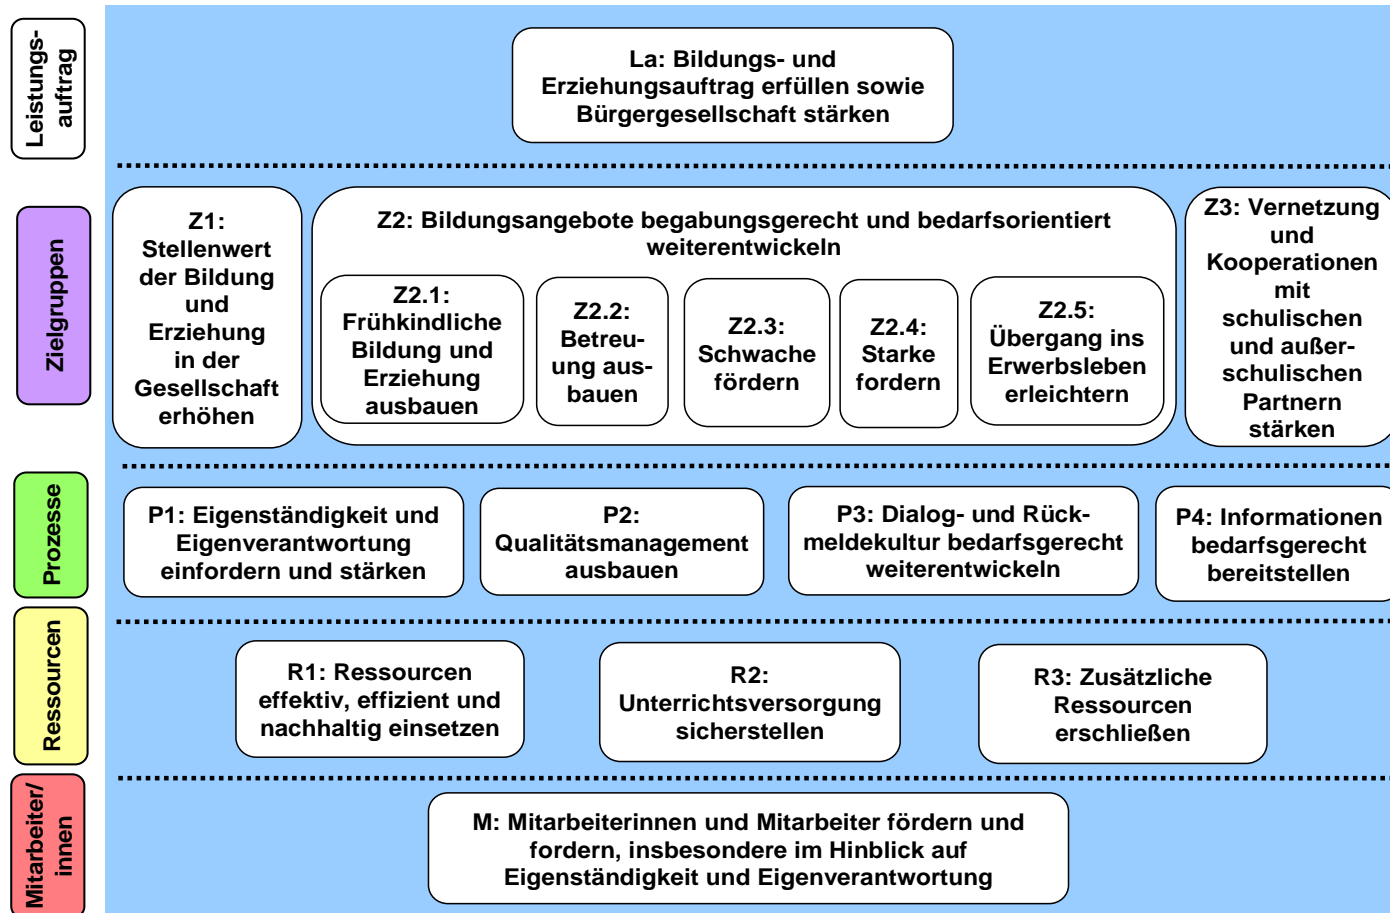 Leistungs-
auftrag
La: Bildungs- und
Erziehungsauftrag erfüllen sowie
Bürgergesellschaft stärken
Zielgruppen
Z1:
Stellenwert
der Bildung
und
Erziehung
in der
Gesellschaft
erhöhen
Z2: Bildungsangebote begabungsgerecht und bedarfsorientiert
weiterentwickeln
Z2.1:
Frühkindliche
Bildung und
Erziehung
ausbauen
Z2.2:
Betreu-
ung aus-
bauen
Z2.3:
Schwache
fördern
Z2.4:
Starke
fordern
Z2.5:
Übergang ins
Erwerbsleben
erleichtern
Z3: Vernetzung
und
Kooperationen
mit
schulischen
und außer-
schulischen
Partnern
stärken
Prozesse
P1: Eigenständigkeit und
Eigenverantwortung
einfordern und stärken
P2:
Qualitätsmanagement
ausbauen
P3: Dialog- und Rück-
meldekultur bedarfsgerecht
weiterentwickeln
P4: Informationen
bedarfsgerecht
bereitstellen
Ressourcen
R1: Ressourcen
effektiv, effizient und
nachhaltig einsetzen
R2:
Unterrichtsversorgung
sicherstellen
R3: Zusätzliche
Ressourcen
erschließen
Mitarbeiter/
innen
M: Mitarbeiterinnen und Mitarbeiter fördern und
fordern, insbesondere im Hinblick auf
Eigenständigkeit und Eigenverantwortung